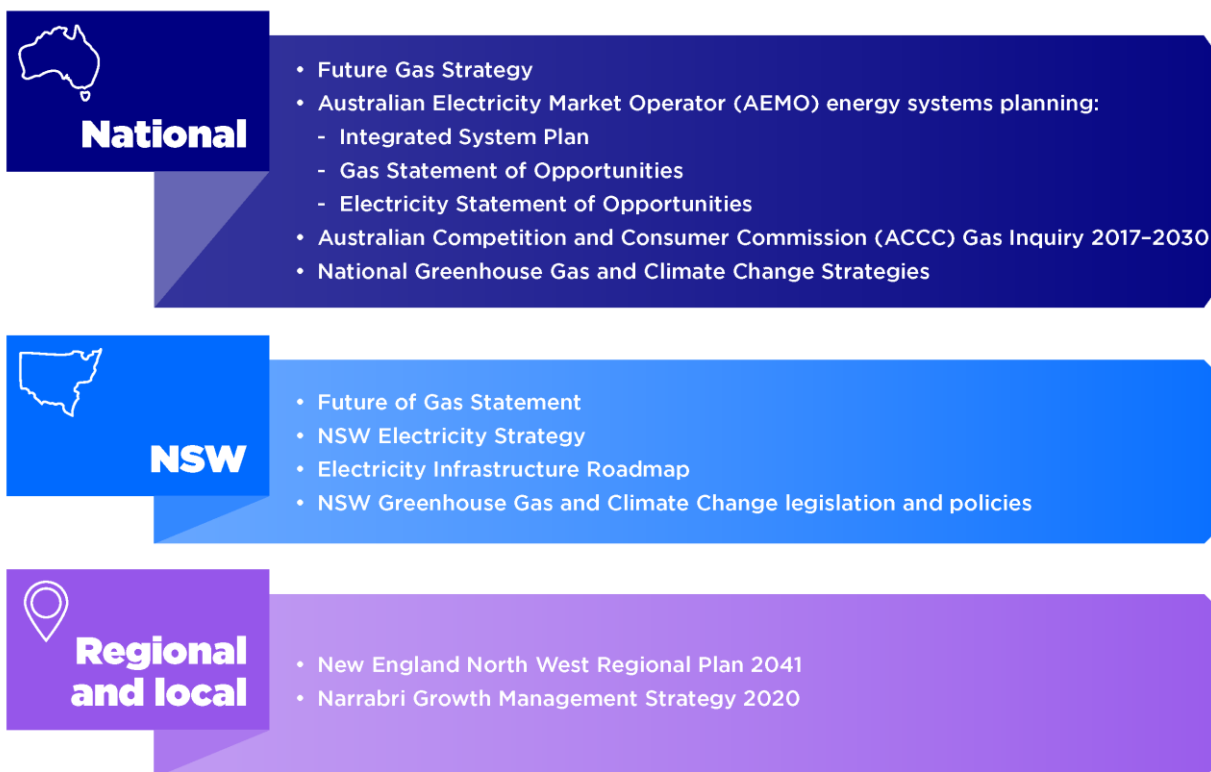 National
• Future Gas Strategy
• Australian Electricity Market Operator (AEMO) energy systems planning:
- Integrated System Plan
- Gas Statement of Opportunities
- Electricity Statement of Opportunities
• Australian Competition and Consumer Commission (ACCC) Gas Inquiry 2017–2030
• National Greenhouse Gas and Climate Change Strategies
NSW
• Future of Gas Statement
• NSW Electricity Strategy
• Electricity Infrastructure Roadmap
• NSW Greenhouse Gas and Climate Change legislation and policies
Regional
and local
• New England North West Regional Plan 2041
• Narrabri Growth Management Strategy 2020